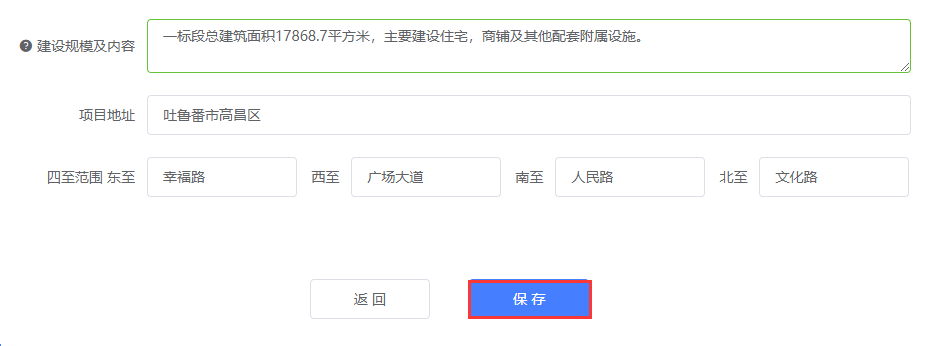 建设规模及内容 一标段总建筑面积17868.7平方米，主要建设住宅，商铺及其他配套附属设施。
项目地址 吐鲁番市高昌区
四至范围 东至 幸福路 西至 广场大道 南至 人民路 北至 文化路
返 回 保 存